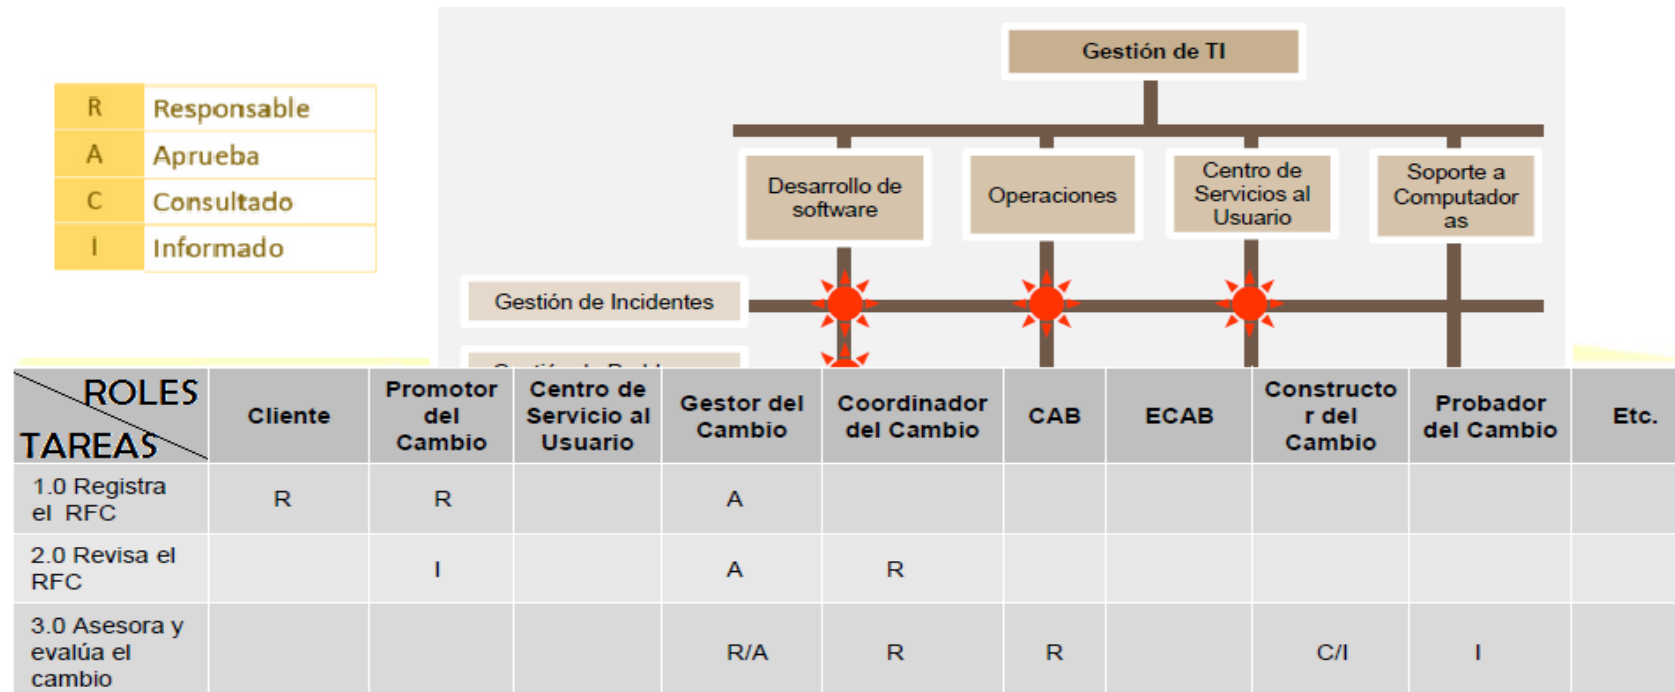 Gestión de TI
R Responsable
A Aprueba
C Consultado
I Informado
Desarrollo de
software
Operaciones
Centro de
Servicios al
Usuario
Soporte a
Computador
as
Gestión de Incidentes
ROLES
TAREAS
Cliente
Promotor
del
Cambio
Centro de
Servicio al
Usuario
Gestor del
Cambio
Coordinador
del Cambio
CAB
ECAB
Constructo
r del
Cambio
Probador
del Cambio
Etc.
1.0 Registra
el RFC
R R A
2.0 Revisa el
RFC
I A R
3.0 Asesora y
evalúa el
cambio
R/A R R C/I I